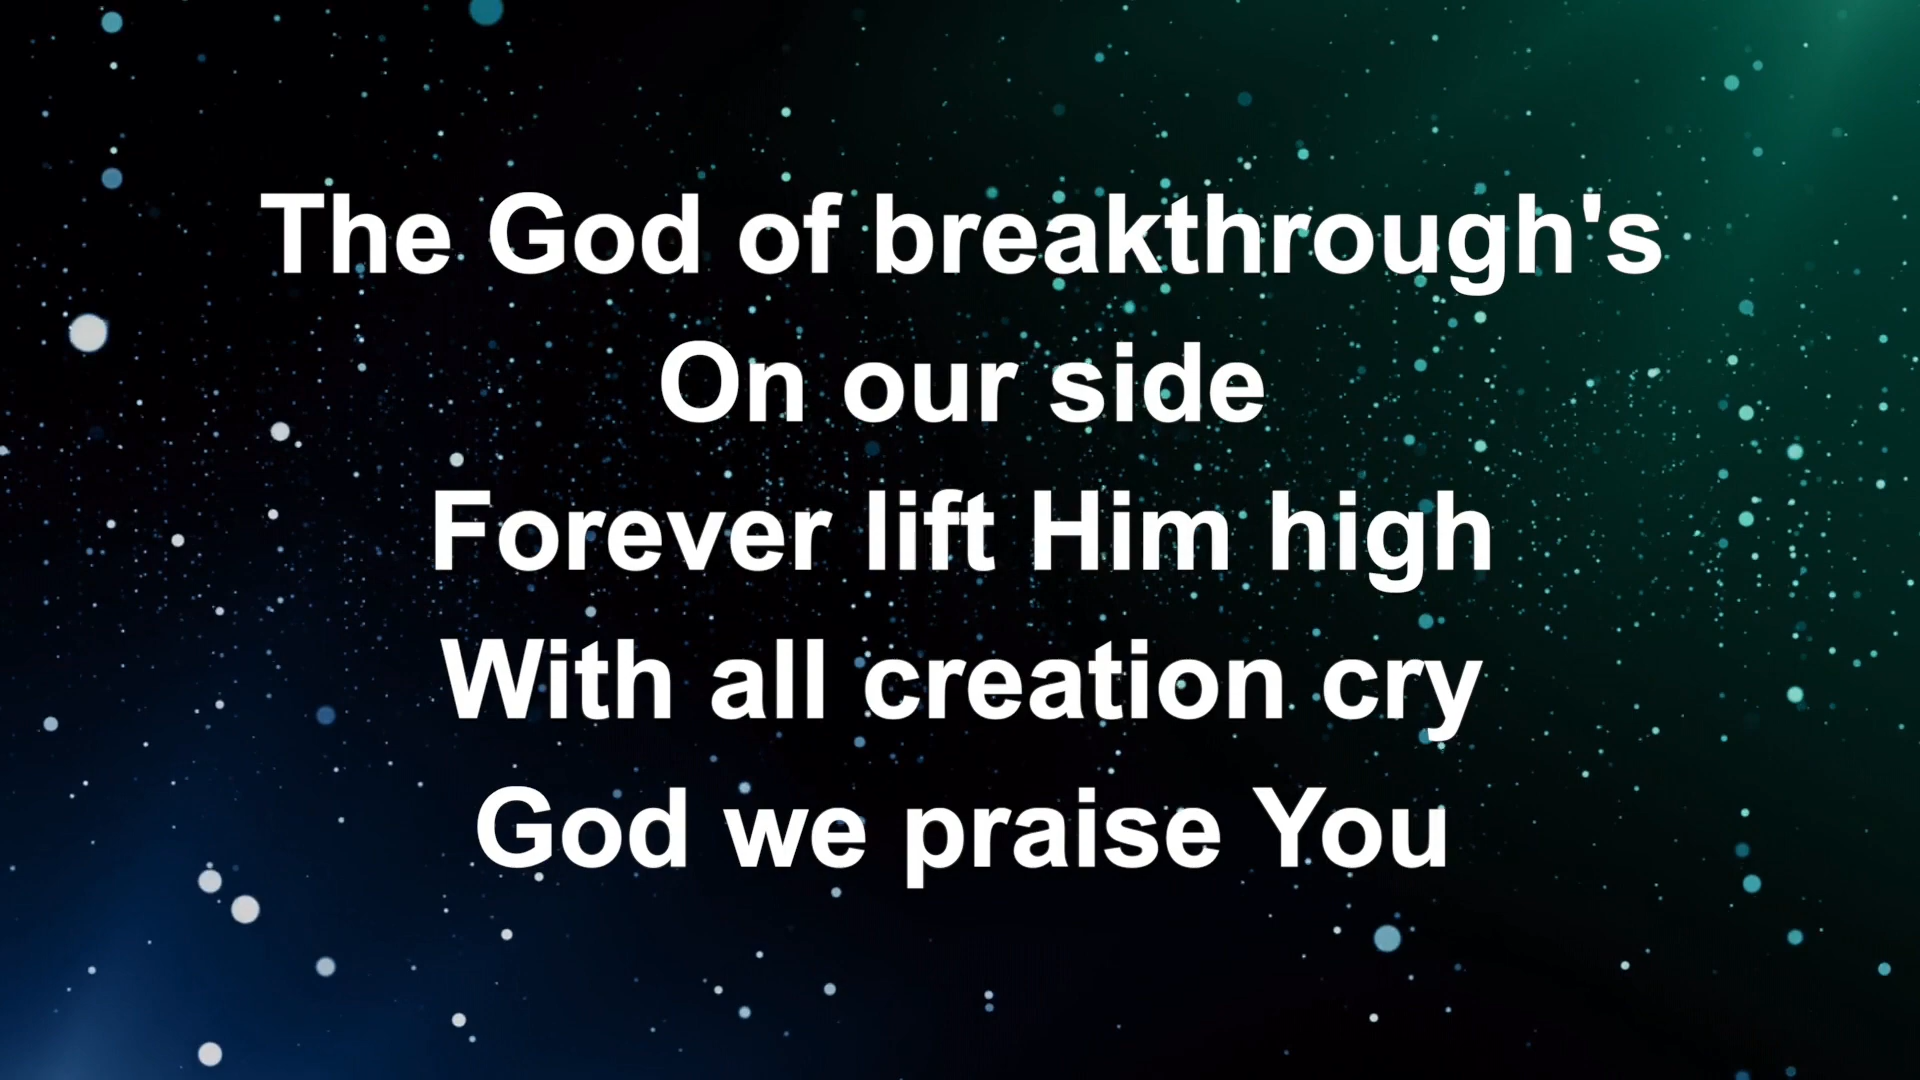 The God of breakthrough's
On our side
Forever lift Him high
With all creation cry
God we praise You